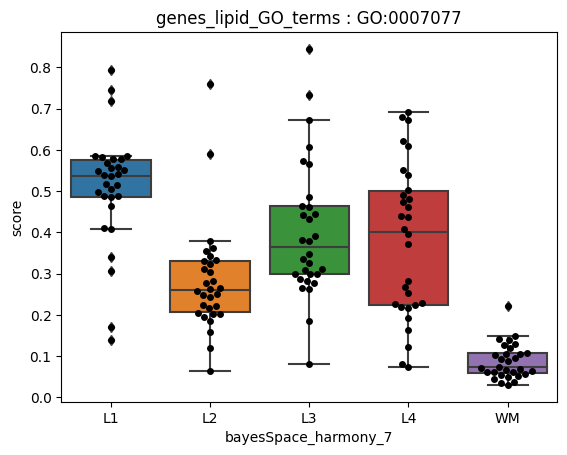 genes_lipid_GO_terms : GO:0007077
score
0.8
0.7
0.6
0.5
0.4
0.3
0.2
0.1
0.0
L1 L2 L3 L4 WM
bayesSpace_harmony_7